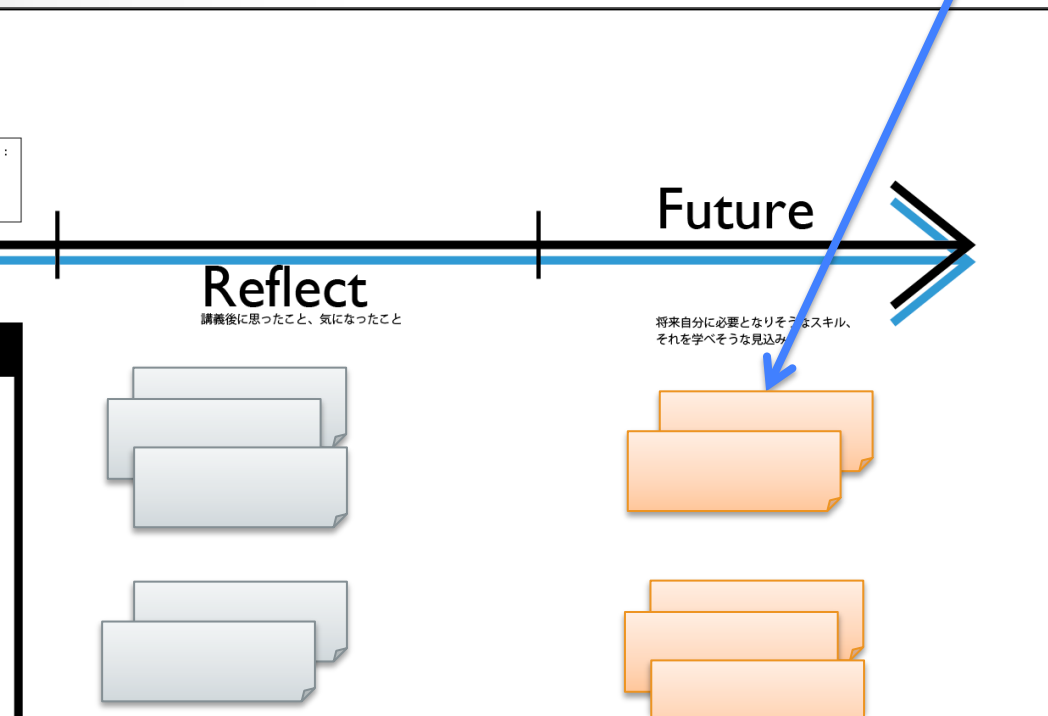 :
Future
Reflect
講義後に思ったこと、気になったこと
将来自分に必要となりそうなスキル、
それを学べそうな見込み